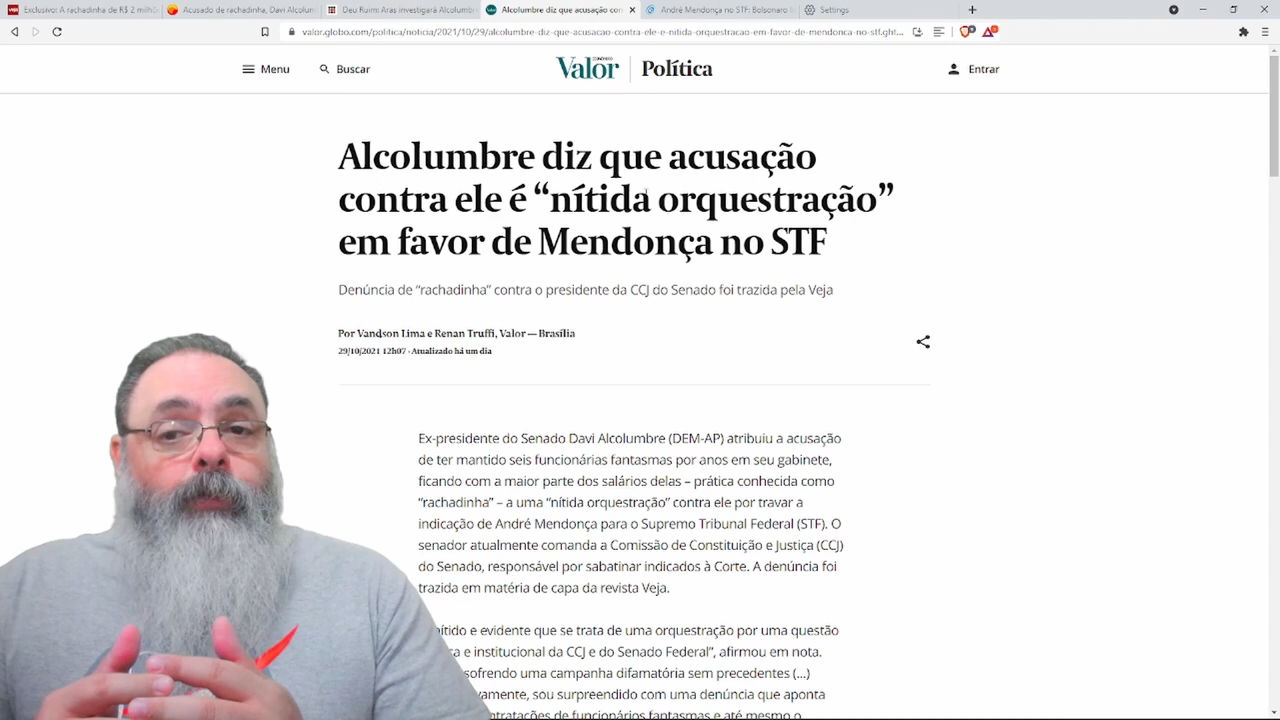 Exclusivo: A rachadinha de R$ 2 milhõ
Acusado de rachadinha, Davi Alcolum
Deu Ruim: Aras investigará Alcolumbr
Alcolumbre diz que acusação con
André Mendonça no STF: Bolsonaro
Settings
valor.globo.com/politica/noticia/2021/10/29/alcolumbre-diz-que-acusacao-contra-ele-e-nitida-orquestracao-em-favor-de-mendonca-no-stf.ght...
Menu
Buscar
Valor
Política
Entrar
Alcolumbre diz que acusação
contra ele é “nítida orquestração”
em favor de Mendonça no STF
Denúncia de “rachadinha” contra o presidente da CCJ do Senado foi trazida pela Veja
Por Vandson Lima e Renan Truffi, Valor — Brasília
29/10/2021 12h07 · Atualizado há um dia
Ex-presidente do Senado Davi Alcolumbre (DEM-AP) atribuiu a acusação
de ter mantido seis funcionárias fantasmas por anos em seu gabinete,
ficando com a maior parte dos salários delas – prática conhecida como
“rachadinha” – a uma “nítida orquestração” contra ele por travar a
indicação de André Mendonça para o Supremo Tribunal Federal (STF). O
senador atualmente comanda a Comissão de Constituição e Justiça (CCJ)
do Senado, responsável por sabatinar indicados à Corte. A denúncia foi
trazida em matéria de capa da revista Veja.
e evidente que se trata de uma orquestração por uma questão
e institucional da CCJ e do Senado Federal”, afirmou em nota.
sofrendo uma campanha difamatória sem precedentes (...)
sou surpreendido com uma denúncia que aponta
de funcionários fantasmas e até mesmo o